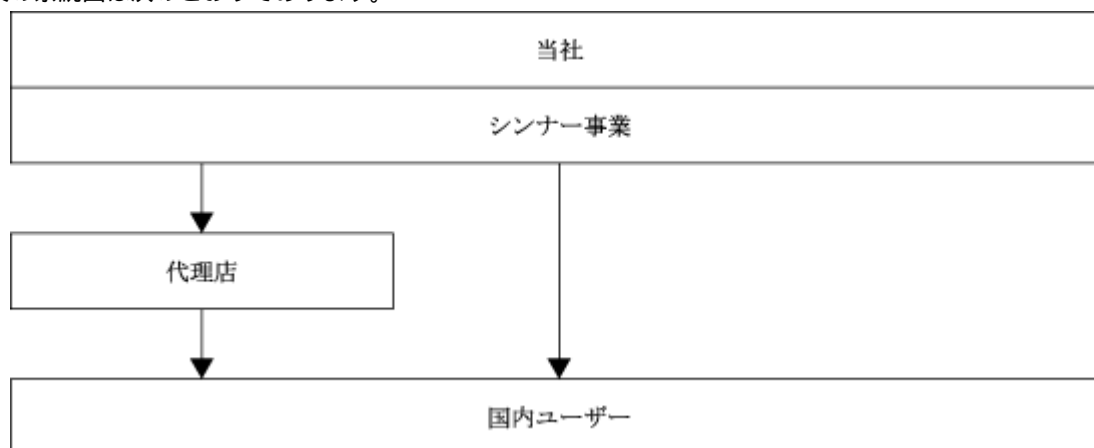 当社
シンナー事業
代理店
国内ユーザー